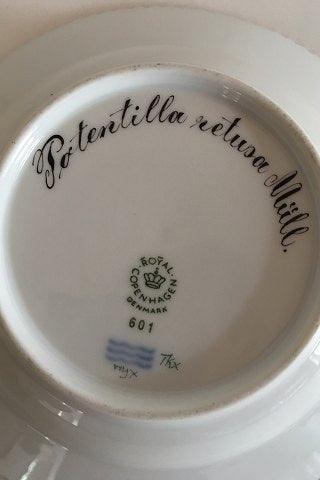 Potentilla retusa Müll.
ROYAL
COPENHAGEN
DENMARK
601